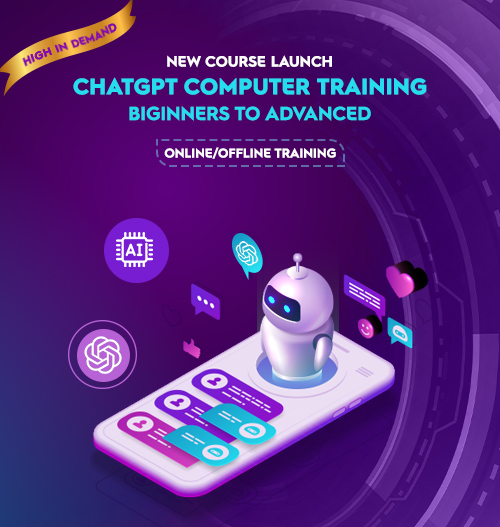 HIGH IN DEMAND
NEW COURSE LAUNCH
CHATGPT COMPUTER TRAINING
BIGINNERS TO ADVANCED
ONLINE/OFFLINE TRAINING
AI